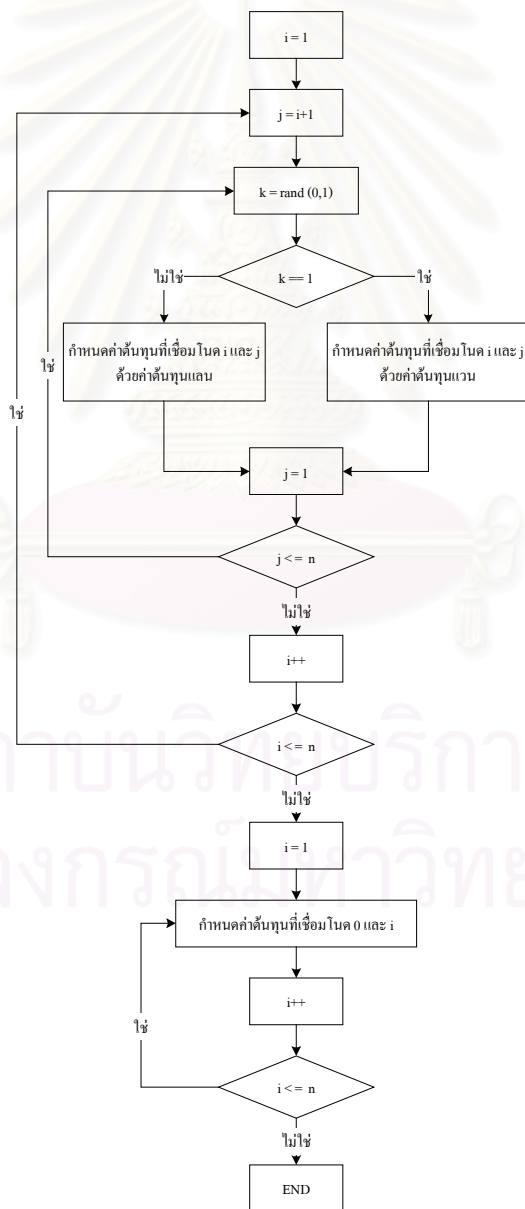 i = 1
j = i+1
k = rand (0,1)
k == 1
ไม่ใช่
ใช่
กำหนดค่าต้นทุนที่เชื่อมโนด i และ j
ด้วยค่าต้นทุนแลน
กำหนดค่าต้นทุนที่เชื่อมโนด i และ j
ด้วยค่าต้นทุนแวน
ใช่
ใช่
j = 1
j <= n
ไม่ใช่
i++
i <= n
ไม่ใช่
i = 1
กำหนดค่าต้นทุนที่เชื่อมโนด 0 และ i
i++
ใช่
i <= n
ไม่ใช่
END